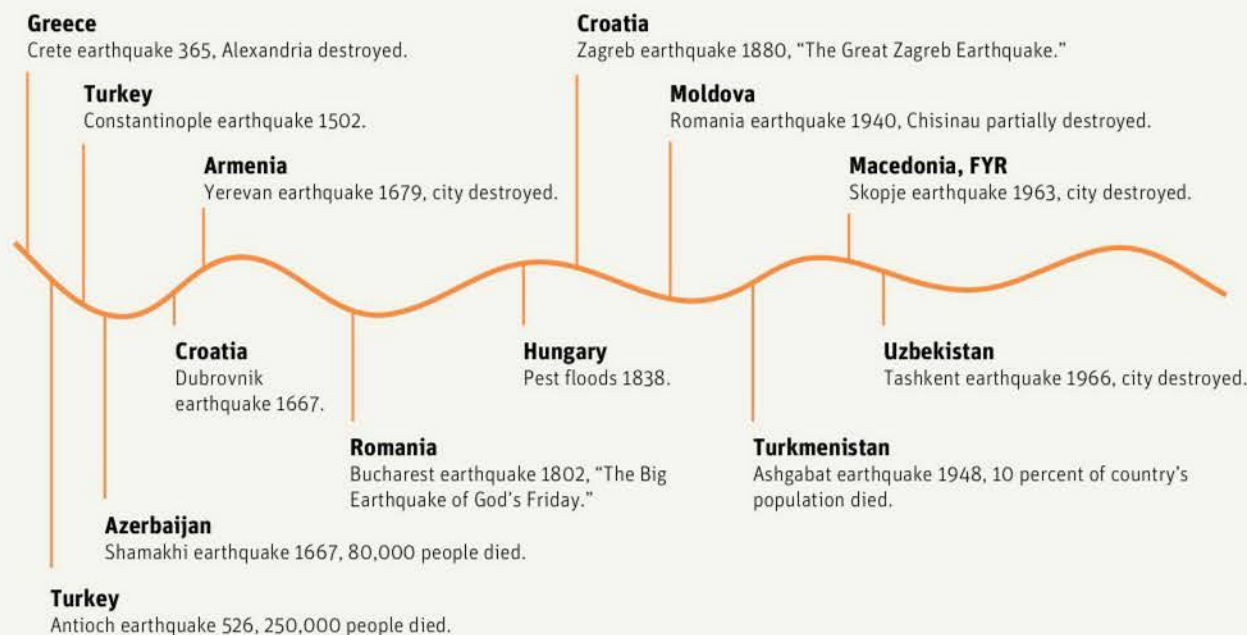 Greece
Crete earthquake 365, Alexandria destroyed.
Turkey
Constantinople earthquake 1502.
Armenia
Yerevan earthquake 1679, city destroyed.
Croatia
Zagreb earthquake 1880, “The Great Zagreb Earthquake.”
Moldova
Romania earthquake 1940, Chisinau partially destroyed.
Macedonia, FYR
Skopje earthquake 1963, city destroyed.
Croatia
Dubrovnik
earthquake 1667.
Hungary
Pest floods 1838.
Uzbekistan
Tashkent earthquake 1966, city destroyed.
Romania
Bucharest earthquake 1802, “The Big
Earthquake of God’s Friday.”
Turkmenistan
Ashgabat earthquake 1948, 10 percent of country’s
population died.
Azerbaijan
Shamakhi earthquake 1667, 80,000 people died.
Turkey
Antioch earthquake 526, 250,000 people died.